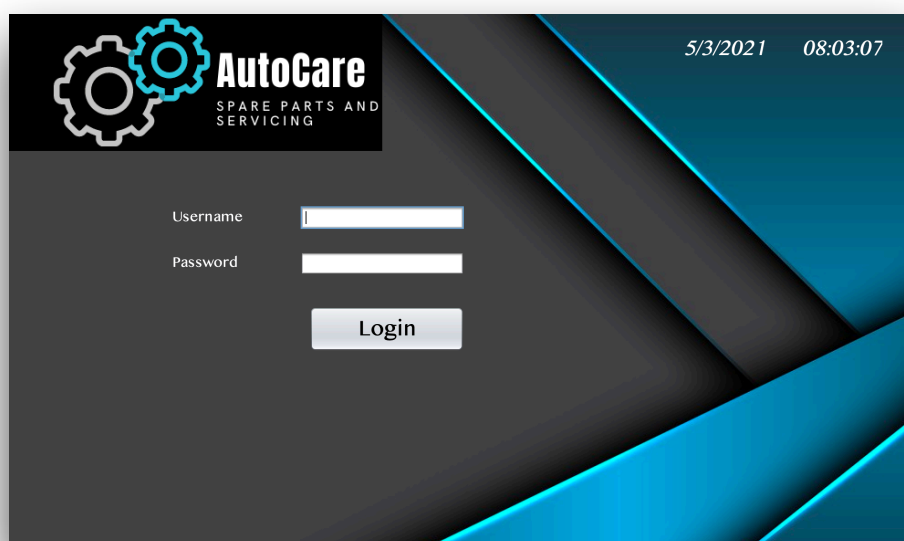 AutoCare
SPARE PARTS AND
SERVICING
5/3/2021 08:03:07
Username
Password
Login